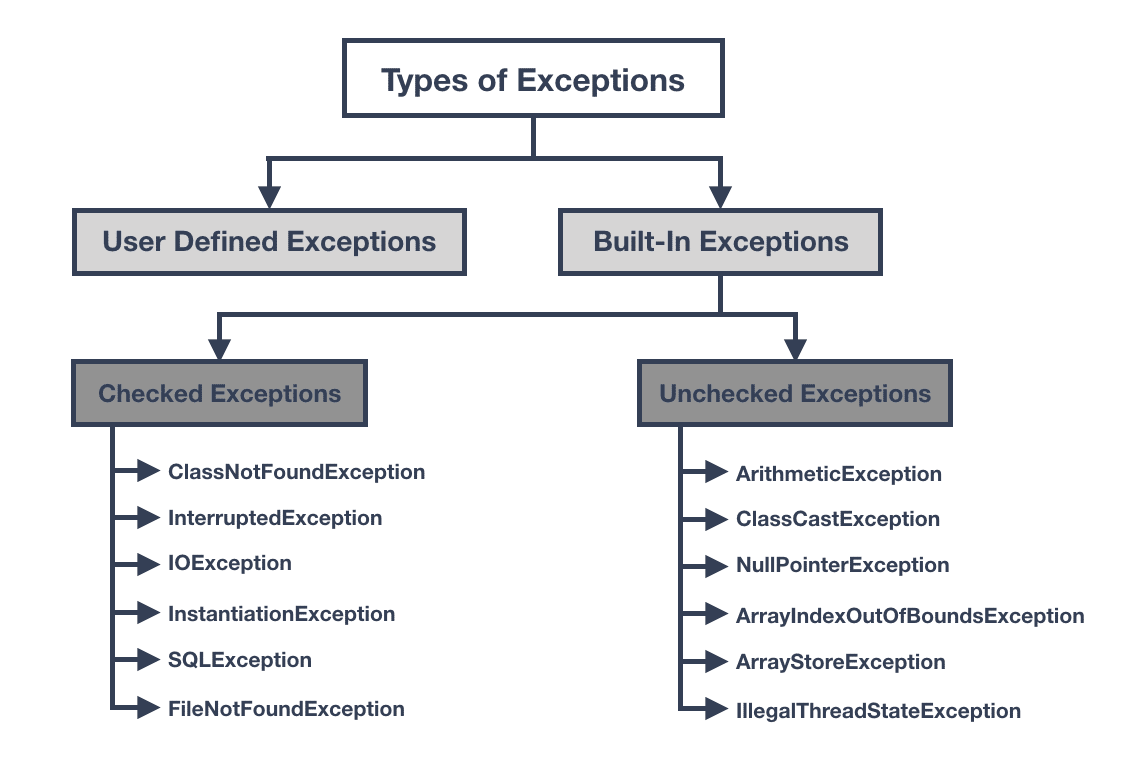 Types of Exceptions
User Defined Exceptions
Built-In Exceptions
Checked Exceptions
Unchecked Exceptions
ClassNotFoundException
InterruptedException
IOException
InstantiationException
SQLException
FileNotFoundException
ArithmeticException
ClassCastException
NullPointerException
ArrayIndexOutOfBoundsException
ArrayStoreException
IllegalThreadStateException